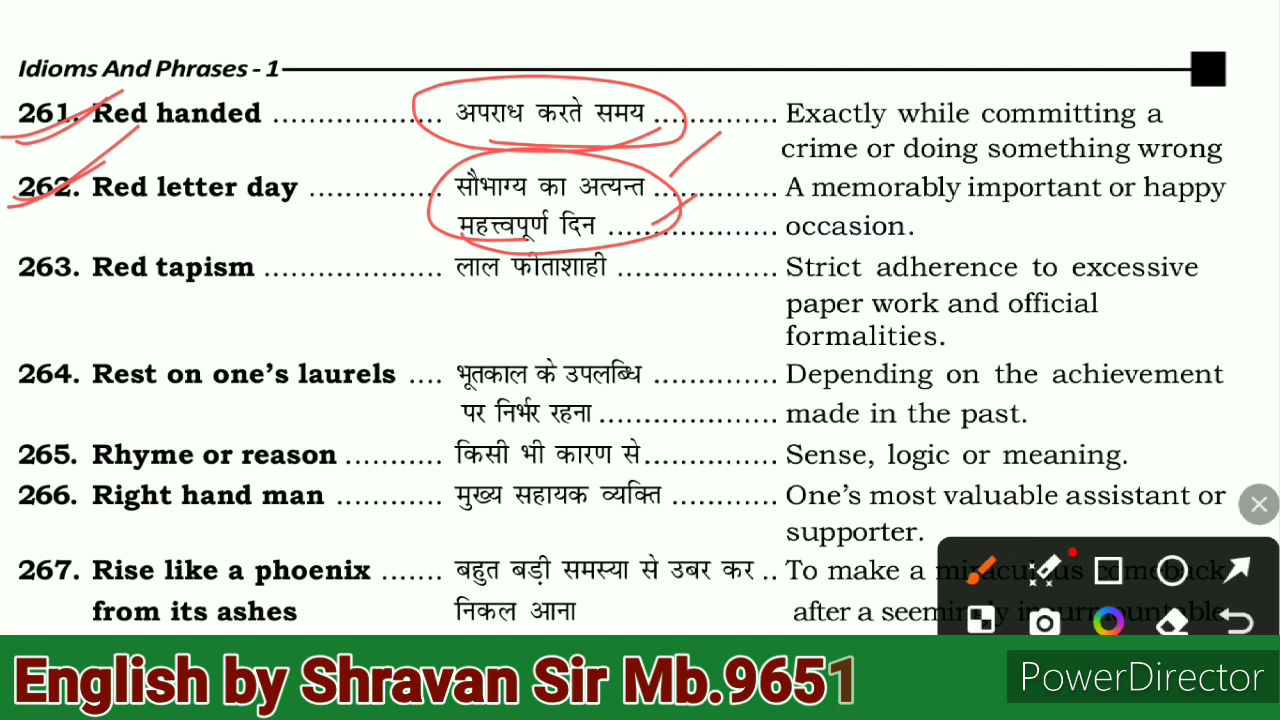 Idioms And Phrases - 1
261. Red handed ................... अपराध करते समय .............. Exactly while committing a
crime or doing something wrong
262. Red letter day ............... सौभाग्य का अत्यन्त .............. A memorably important or happy
महत्त्वपूर्ण दिन ................... occasion.
263. Red tapism .................... लाल फीताशाही .................. Strict adherence to excessive
paper work and official
formalities.
264. Rest on one's laurels .... भूतकाल के उपलब्धि .............. Depending on the achievement
पर निर्भर रहना .................... made in the past.
265. Rhyme or reason ........... किसी भी कारण से............... Sense, logic or meaning.
266. Right hand man ............ मुख्य सहायक व्यक्ति ............ One's most valuable assistant or
supporter.
267. Rise like a phoenix ....... बहुत बड़ी समस्या से उबर कर .. To make a miraculous comeback
from its ashes निकल आना after a seemingly insurmountable
English by Shravan Sir Mb.9651
PowerDirector